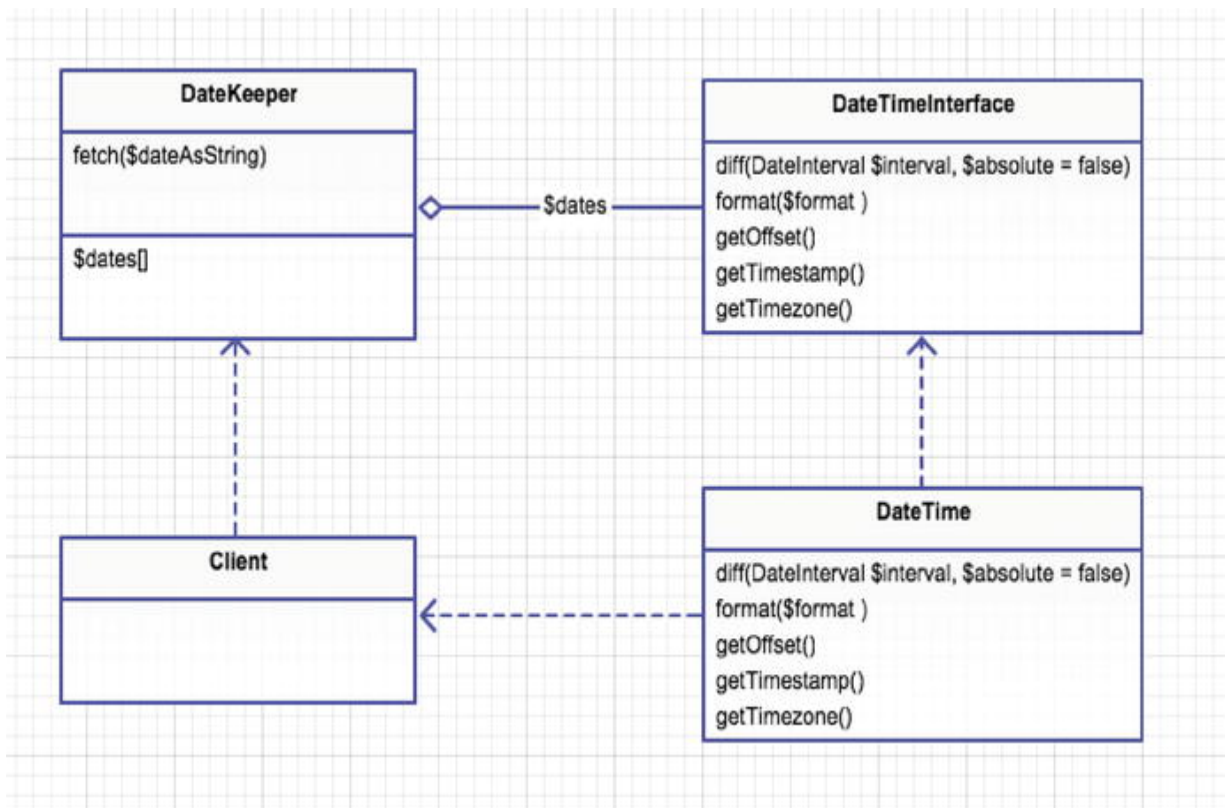 DateKeeper
fetch($dateAsString)
$dates[]
$dates
DateTimeInterface
diff(DateInterval $interval, $absolute = false)
format($format )
getOffset()
getTimestamp()
getTimezone()
Client
DateTime
diff(DateInterval $interval, $absolute = false)
format($format )
getOffset()
getTimestamp()
getTimezone()